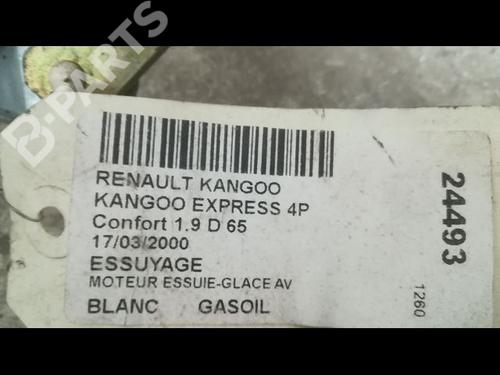 B-PARTS
RENAULT KANGOO
KANGOO EXPRESS 4P
Confort 1.9 D 65
17/03/2000
ESSUYAGE
MOTEUR ESSUIE-GLACE AV
BLANC GASOIL
24493
1260